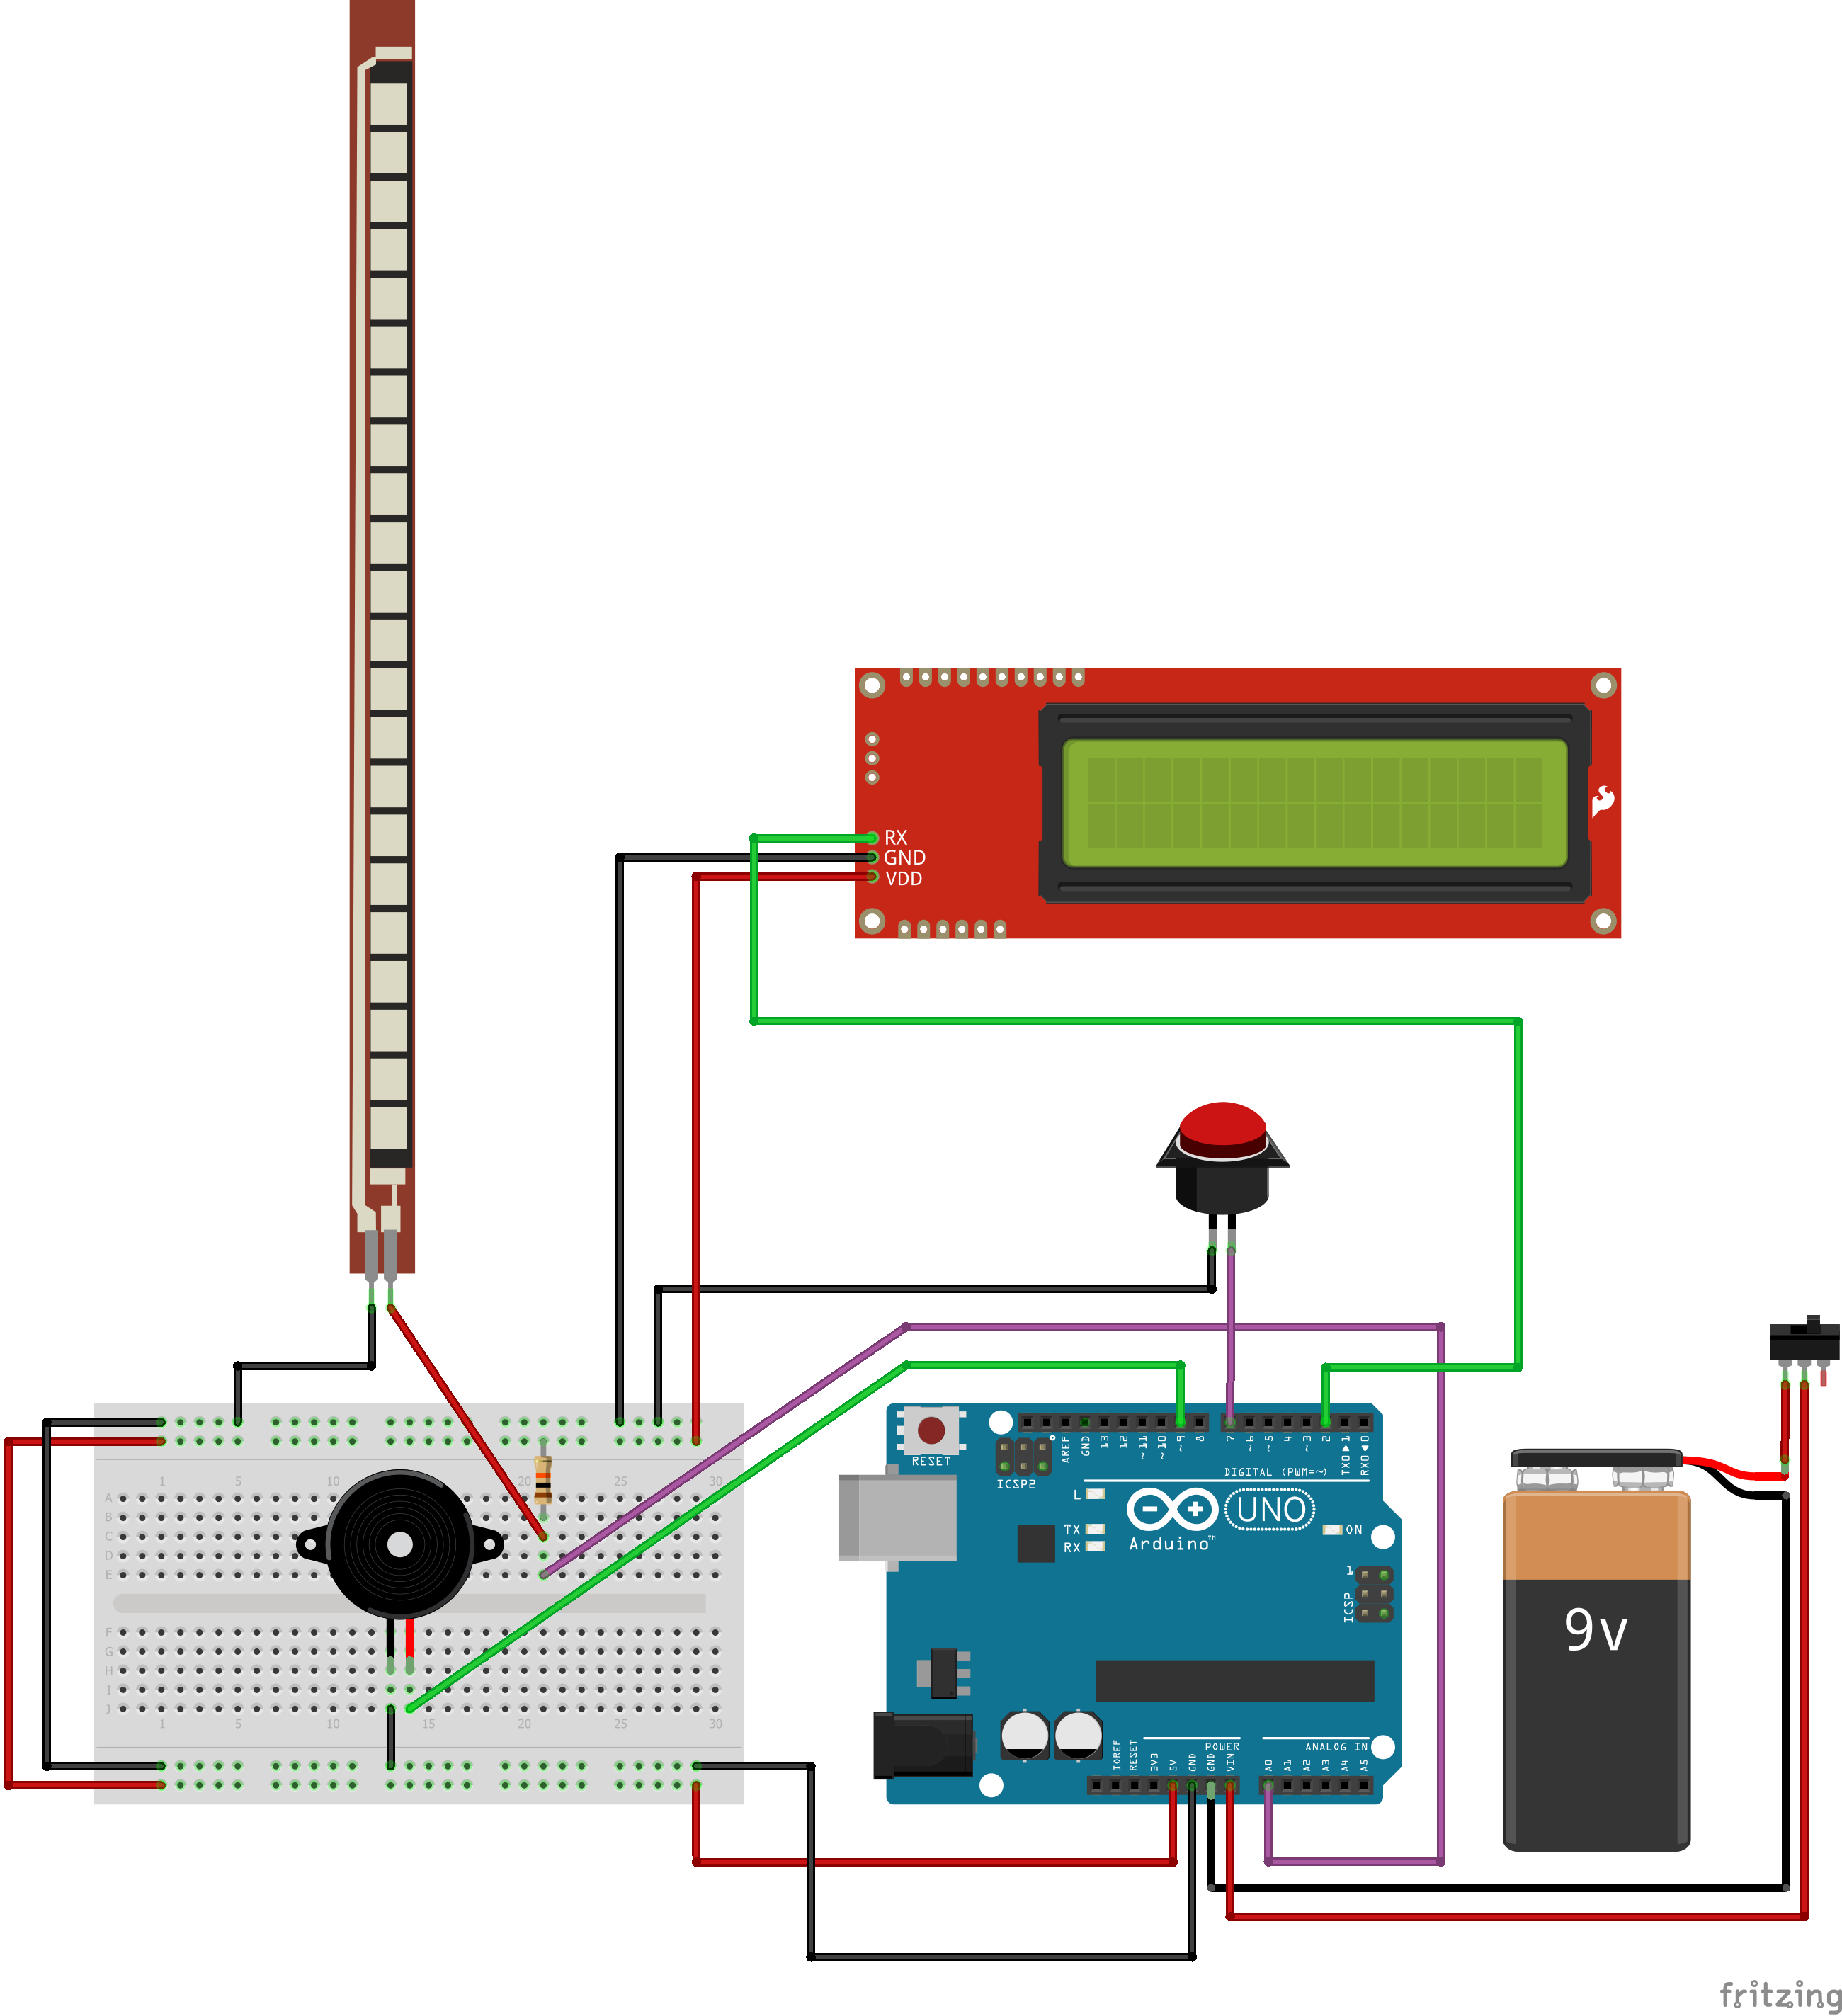 RX
GND
VDD
1
5
10
15
20
25
30
A
B
C
D
E
F
G
H
I
J
1
5
10
15
20
25
30
RESET
ICSP2
AREF
GND
13
12
~11
~10
~9
8
7
~6
~5
4
~3
2
TX0▲1
RX0▼0
DIGITAL (PWM=~)
L
TX
RX
UNO
Arduino™
ON
1
ICSP
POWER
ANALOG IN
IOREF
RESET
3V3
5V
GND
GND
VIN
A0
A1
A2
A3
A4
A5
9v
fritzing